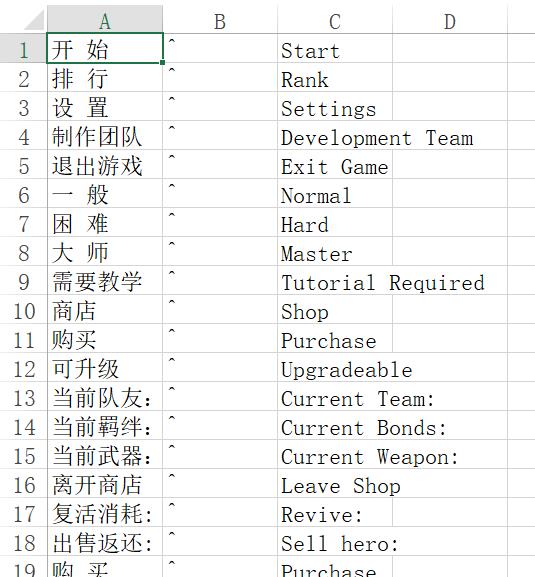 A B C D
1 开 始 ^ Start
2 排 行 ^ Rank
3 设 置 ^ Settings
4 制作团队 ^ Development Team
5 退出游戏 ^ Exit Game
6 一 般 ^ Normal
7 困 难 ^ Hard
8 大 师 ^ Master
9 需要教学 ^ Tutorial Required
10 商店 ^ Shop
11 购买 ^ Purchase
12 可升级 ^ Upgradeable
13 当前队友: ^ Current Team:
14 当前羁绊: ^ Current Bonds:
15 当前武器: ^ Current Weapon:
16 离开商店 ^ Leave Shop
17 复活消耗: ^ Revive:
18 出售返还: ^ Sell hero:
19 购 买 ^ Purchase